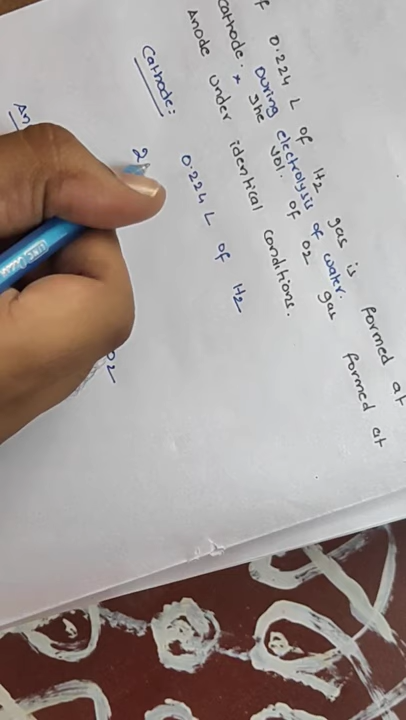 0.224 L of H2 gas is formed at
During electrolysis of water.
cathode. * The vol. of O2 gas formed at
Anode under identical conditions.
Cathode: 0.224 L of H2
2
An
O2